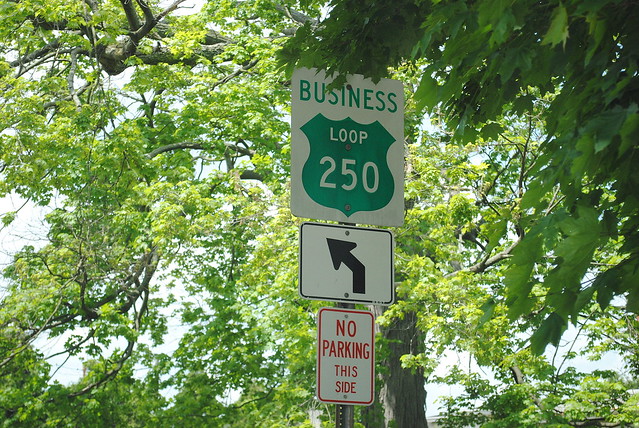 BUSINESS
LOOP
250
NO
PARKING
THIS
SIDE